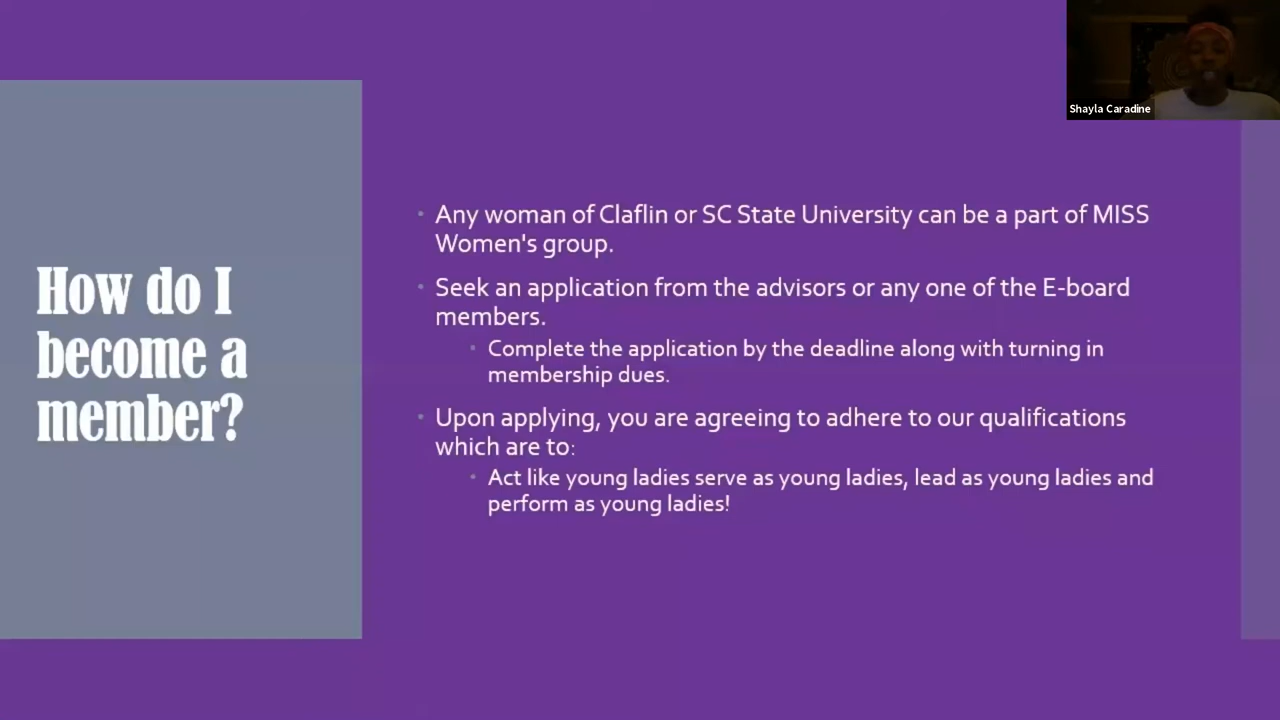 Shayla Caradine
How do I
become a
member?
Any woman of Claflin or SC State University can be a part of MISS
Women's group.
Seek an application from the advisors or any one of the E-board
members.
Complete the application by the deadline along with turning in
membership dues.
Upon applying, you are agreeing to adhere to our qualifications
which are to:
Act like young ladies serve as young ladies, lead as young ladies and
perform as young ladies!